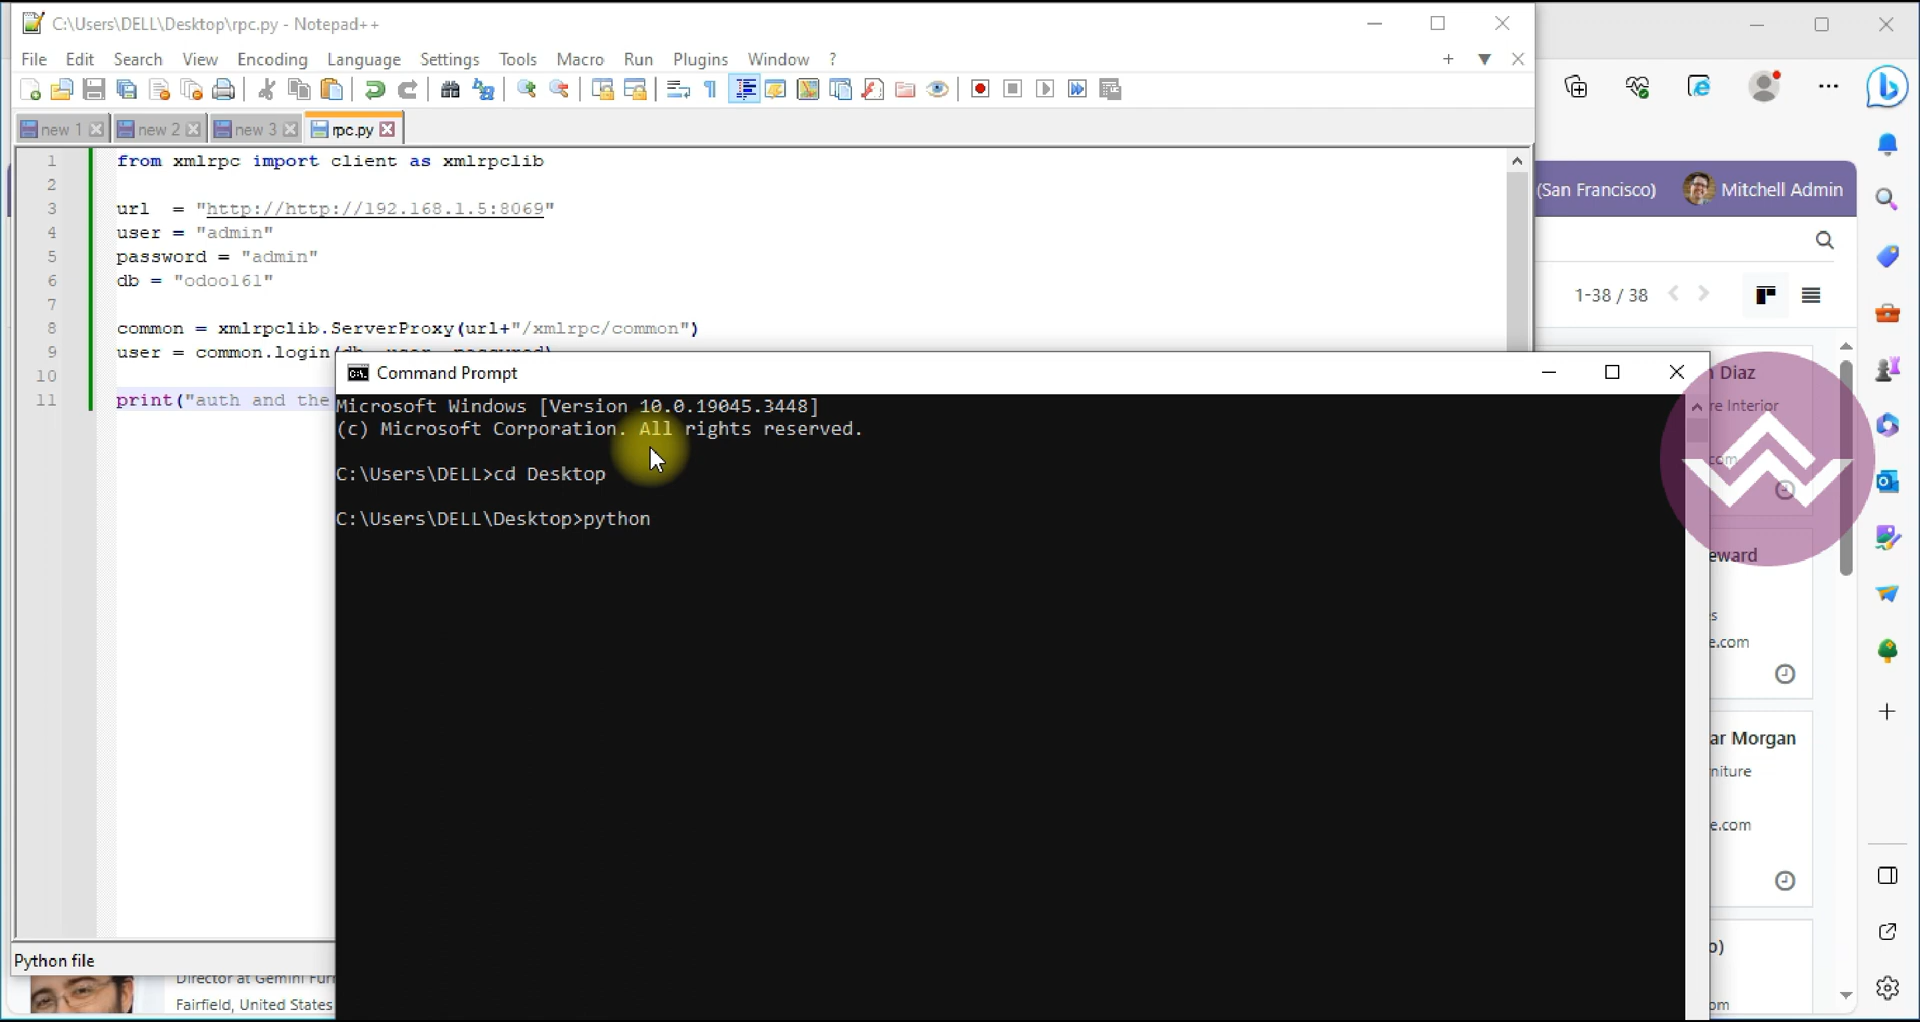 C:\Users\DELL\Desktop\rpc.py - Notepad++
File Edit Search View Encoding Language Settings Tools Macro Run Plugins Window ?
new 1 new 2 new 3 rpc.py
1 from xmlrpc import client as xmlrpclib
2
3 url = "http://http://192.168.1.5:8069"
4 user = "admin"
5 password = "admin"
6 db = "odoo161"
7
8 common = xmlrpclib.ServerProxy(url+"/xmlrpc/common")
9 user = common.login(
10
11 print("auth and the
Python file
Command Prompt
Microsoft Windows [Version 10.0.19045.3448]
(c) Microsoft Corporation. All rights reserved.
C:\Users\DELL>cd Desktop
C:\Users\DELL\Desktop>python
(San Francisco) Mitchell Admin
1-38 / 38
Diaz
re Interior
com
eward
s
e.com
ar Morgan
niture
e.com
o)
om
Director at Gemini Fur
Fairfield, United States